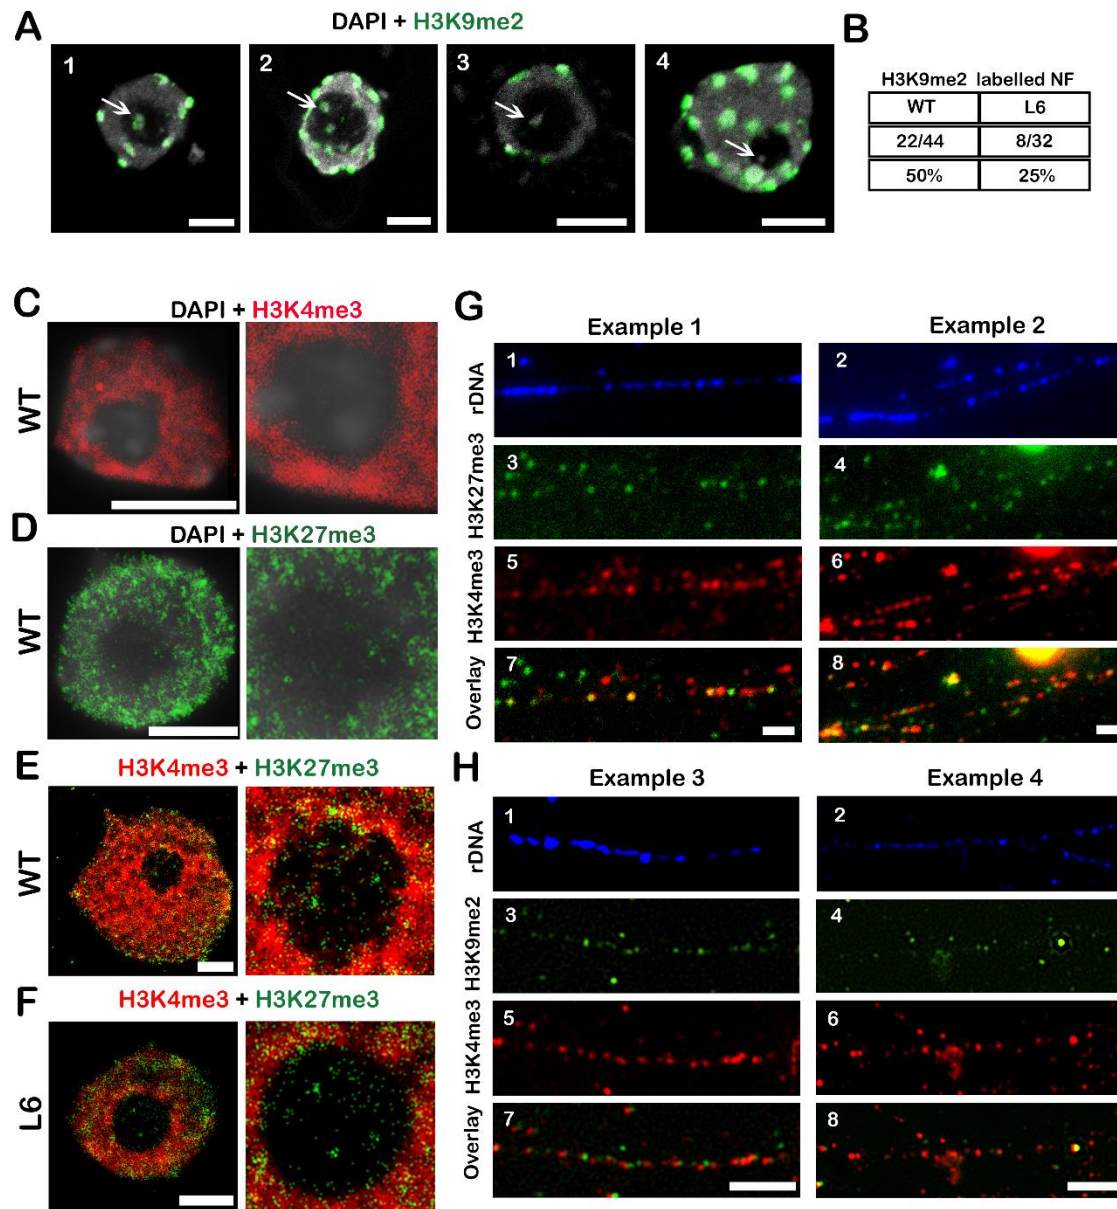 A
DAPI + H3K9me2
1
2
3
4
B
H3K9me2 labelled NF
WT L6
22/44 8/32
50% 25%
C
DAPI + H3K4me3
WT
D
DAPI + H3K27me3
WT
E
H3K4me3 + H3K27me3
WT
F
H3K4me3 + H3K27me3
L6
G
Example 1 Example 2
rDNA
1
2
H3K27me3
3
4
H3K4me3
5
6
Overlay
7
8
H
Example 3 Example 4
rDNA
1
2
H3K9me2
3
4
H3K4me3
5
6
Overlay
7
8